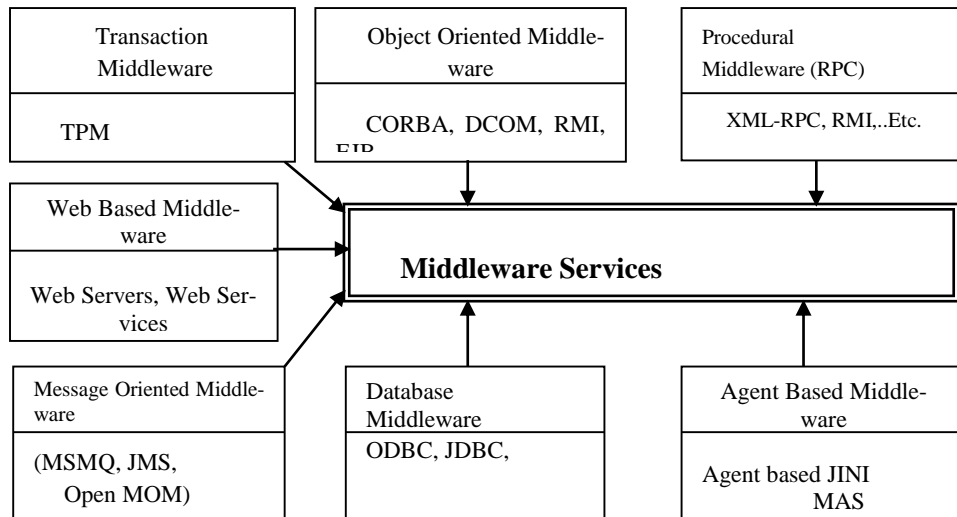 Transaction
Middleware
TPM
Object Oriented Middle-
ware
CORBA, DCOM, RMI,
Procedural
Middleware (RPC)
XML-RPC, RMI,..Etc.
Web Based Middle-
ware
Web Servers, Web Ser-
vices
Middleware Services
Message Oriented Middle-
ware
(MSMQ, JMS,
Open MOM)
Database
Middleware
ODBC, JDBC,
Agent Based Middle-
ware
Agent based JINI
MAS